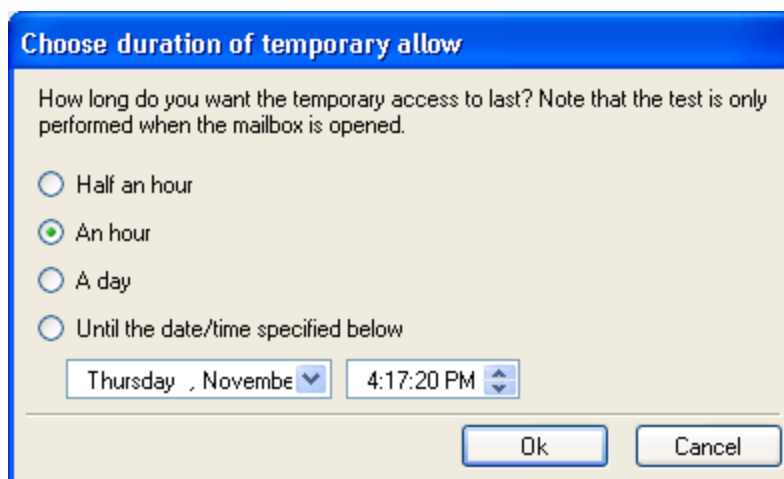 Choose duration of temporary allow
How long do you want the temporary access to last? Note that the test is only
performed when the mailbox is opened.
Half an hour
An hour
A day
Until the date/time specified below
Thursday , Novembe 4:17:20 PM
Ok Cancel